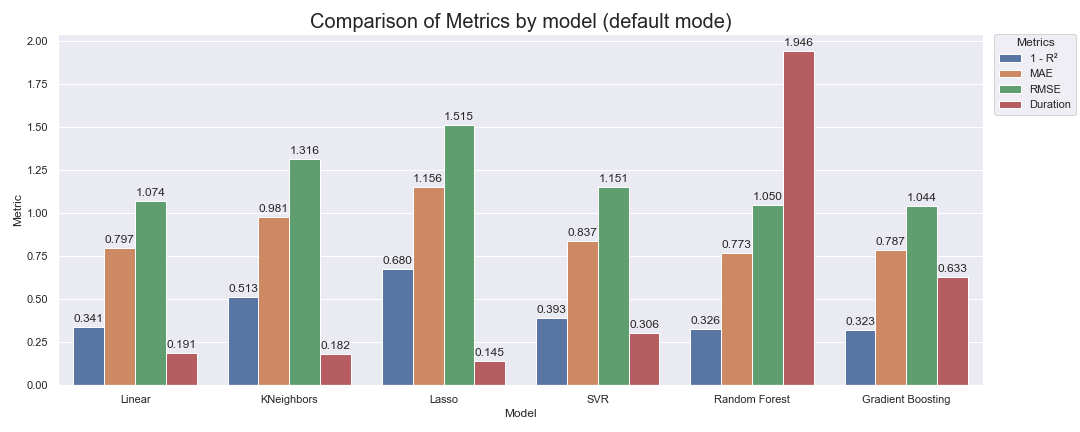 Comparison of Metrics by model (default mode)
Metrics
1 - R²
MAE
RMSE
Duration
Metric
2.00
1.75
1.50
1.25
1.00
0.75
0.50
0.25
0.00
0.341
0.797
1.074
0.191
0.513
0.981
1.316
0.182
0.680
1.156
1.515
0.145
0.393
0.837
1.151
0.306
0.326
0.773
1.050
1.946
0.323
0.787
1.044
0.633
Linear
KNeighbors
Lasso
SVR
Random Forest
Gradient Boosting
Model